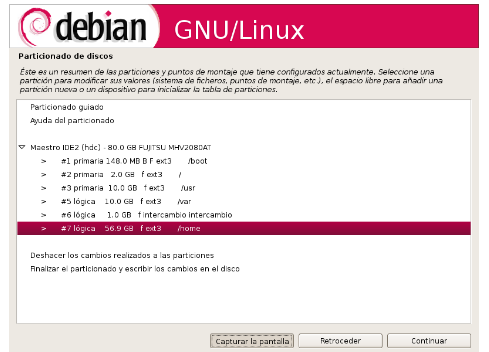 debian GNU/Linux
Particionado de discos
Éste es un resumen de las particiones y puntos de montaje que tiene configurados actualmente. Seleccione una
partición para modificar sus valores (sistema de ficheros, puntos de montaje, etc.), el espacio libre para añadir una
partición nueva o un dispositivo para inicializar la tabla de particiones.
Particionado guiado
Ayuda del particionado
Maestro IDE2 (hdc) - 80.0 GB FUJITSU MHV2080AT
> #1 primaria 148.0 MB B F ext3 /boot
> #2 primaria 2.0 GB f ext3 /
> #3 primaria 10.0 GB f ext3 /usr
> #5 lógica 10.0 GB f ext3 /var
> #6 lógica 1.0 GB f intercambio intercambio
> #7 lógica 56.9 GB f ext3 /home
Deshacer los cambios realizados a las particiones
Finalizar el particionado y escribir los cambios en el disco
Capturar la pantalla Retroceder Continuar